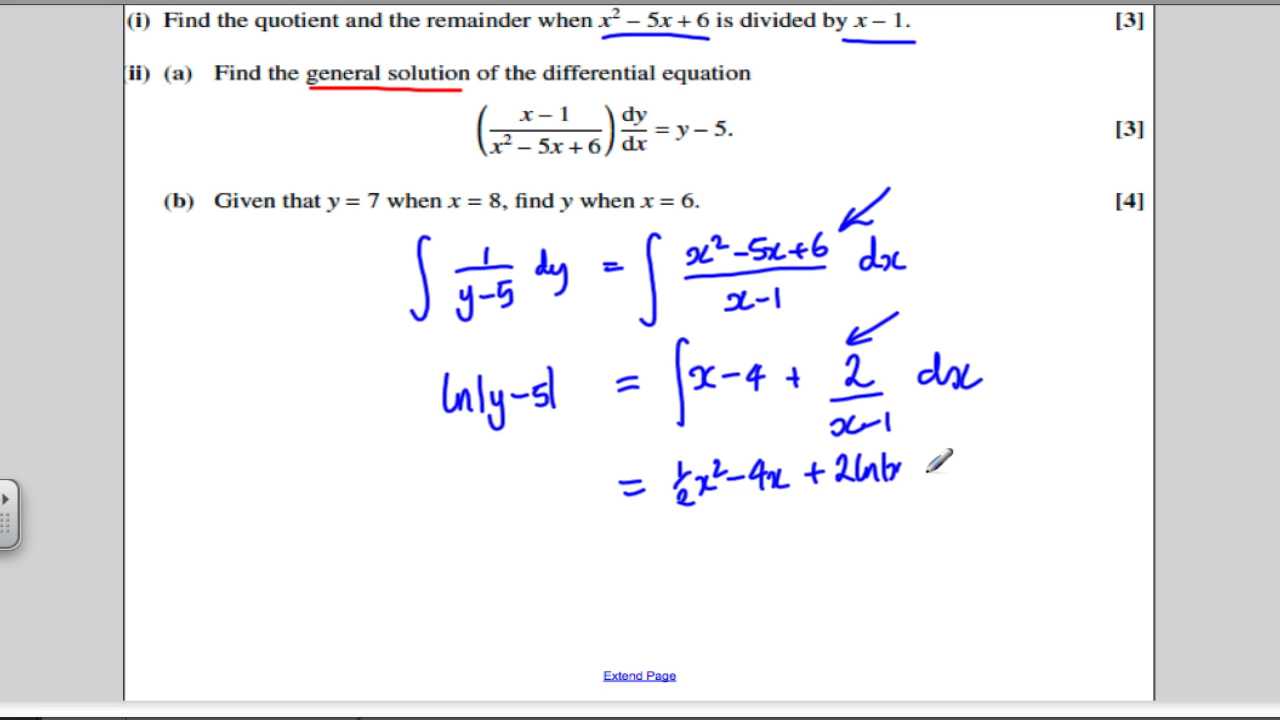 (i) Find the quotient and the remainder when x² − 5x + 6 is divided by x − 1. [3]
ii) (a) Find the general solution of the differential equation
((x − 1)/(x² − 5x + 6)) dy/dx = y − 5. [3]
(b) Given that y = 7 when x = 8, find y when x = 6. [4]
∫ 1/(y−5) dy = ∫ (x²−5x+6)/(x−1) dx
ln|y−5| = ∫ x−4 + 2/(x−1) dx
= ½x²−4x + 2ln|x
Extend Page